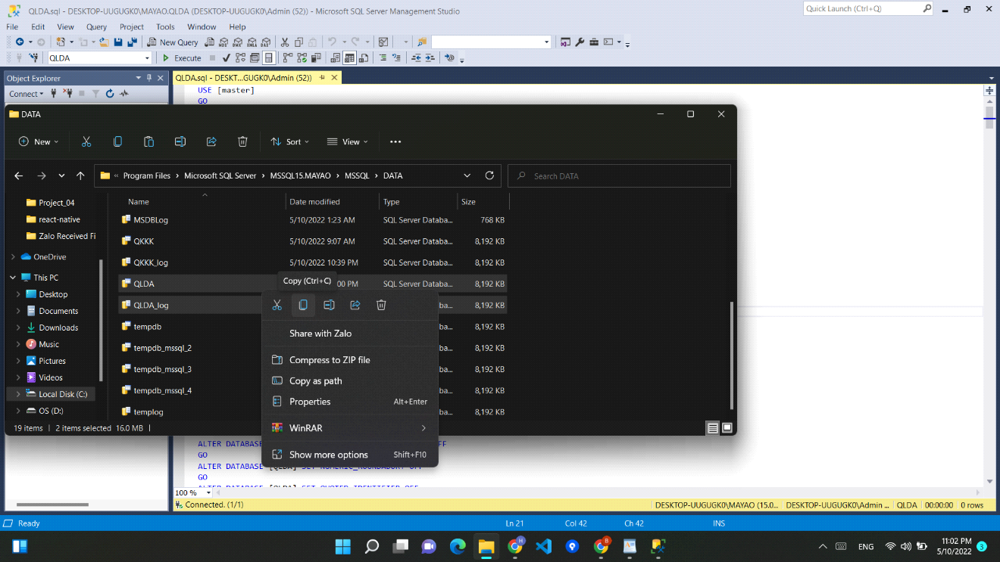 QLDA.sql - DESKTOP-UUGUGK0\MAYAO.QLDA (DESKTOP-UUGUGK0\Admin (52)) - Microsoft SQL Server Management Studio
Quick Launch (Ctrl+Q)
File Edit View Query Project Tools Window Help
New Query
MDX DMX XMLA DAX
QLDA Execute
Object Explorer
QLDA.sql - DESKT...GUGK0\Admin (52))
Connect
USE [master]
GO
DATA
New Sort View
Program Files > Microsoft SQL Server > MSSQL15.MAYAO > MSSQL > DATA
Search DATA
Project_04
react-native
Zalo Received Fi
OneDrive
This PC
Desktop
Documents
Downloads
Music
Pictures
Videos
Local Disk (C:)
OS (D:)
Name Date modified Type Size
MSDBLog 5/10/2022 1:23 AM SQL Server Databa... 768 KB
QKKK 5/10/2022 9:07 AM SQL Server Databa... 8,192 KB
QKKK_log 5/10/2022 10:39 PM SQL Server Databa... 8,192 KB
QLDA :00 PM SQL Server Databa... 8,192 KB
QLDA_log ba... 8,192 KB
tempdb ba... 8,192 KB
tempdb_mssql_2 ba... 8,192 KB
tempdb_mssql_3 ba... 8,192 KB
tempdb_mssql_4 ba... 8,192 KB
templog ba... 8,192 KB
Copy (Ctrl+C)
Share with Zalo
Compress to ZIP file
Copy as path
Properties Alt+Enter
WinRAR
Show more options Shift+F10
19 items | 2 items selected 16.0 MB |
ALTER DATABASE FF
GO
ALTER DATABASE [QLDA] SET NUMERIC_ROUNDABORT OFF
GO
ALTER DATABASE [QLDA] SET QUOTED_IDENTIFIER OFF
100 %
Connected. (1/1)
DESKTOP-UUGUGK0\MAYAO (15.0... DESKTOP-UUGUGK0\Admin ... QLDA 00:00:00 0 rows
Ready Ln 21 Col 42 Ch 42 INS
H
B
ENG
11:02 PM
5/10/2022
3